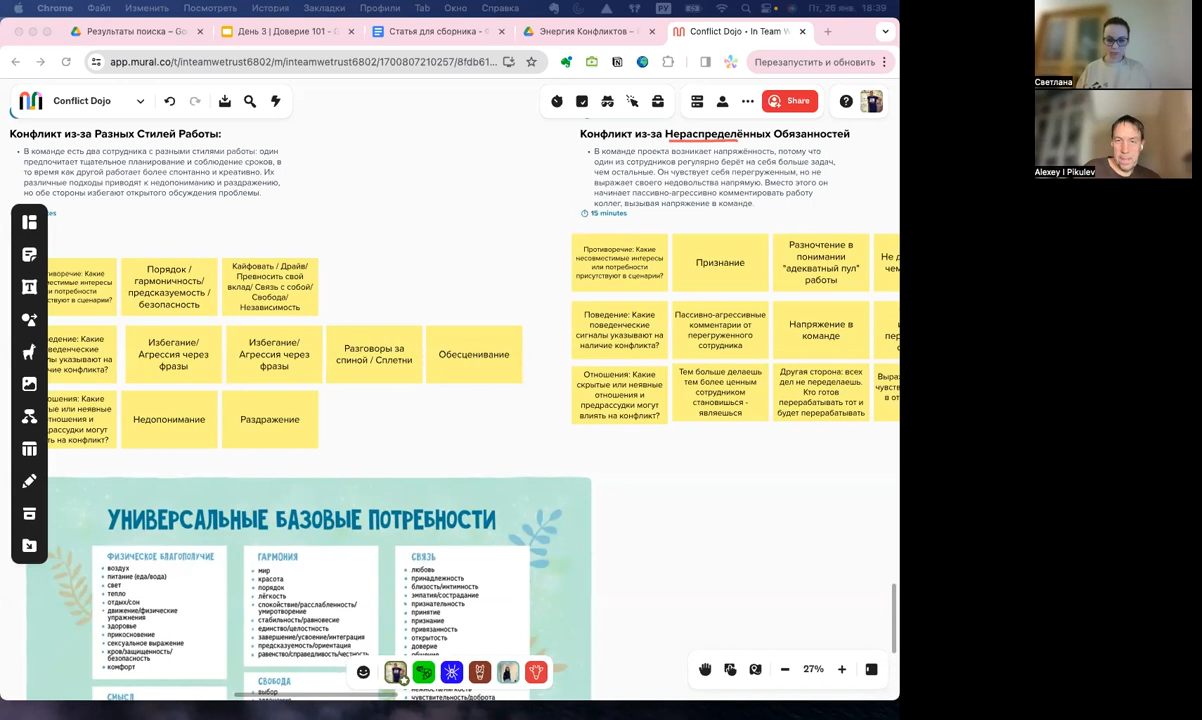 Chrome Файл Изменить Посмотреть История Закладки Профили Tab Окно Справка РУ Пт, 26 янв. 18:39
Результаты поиска – Go
День 3 | Доверие 101 - G
Статья для сборника - G
Энергия Конфликтов –
Conflict Dojo • In Team W
app.mural.co/t/inteamwetrust6802/m/inteamwetrust6802/1700807210257/8fdb61...
Перезапустить и обновить
Conflict Dojo
Share
Конфликт из-за Разных Стилей Работы:
• В команде есть два сотрудника с разными стилями работы: один
предпочитает тщательное планирование и соблюдение сроков, в
то время как другой работает более спонтанно и креативно. Их
различные подходы приводят к недопониманию и раздражению,
но обе стороны избегают открытого обсуждения проблемы.
Порядок /
гармоничность/
предсказуемость /
безопасность
Кайфовать / Драйв/
Превносить свой
вклад/ Связь с собой/
Свобода/
Независимость
Избегание/
Агрессия через
фразы
Избегание/
Агрессия через
фразы
Разговоры за
спиной / Сплетни
Обесценивание
Недопонимание
Раздражение
Конфликт из-за Нераспределённых Обязанностей
• В команде проекта возникает напряжённость, потому что
один из сотрудников регулярно берёт на себя больше задач,
чем остальные. Он чувствует себя перегруженным, но не
выражает своего недовольства напрямую. Вместо этого он
начинает пассивно-агрессивно комментировать работу
коллег, вызывая напряжение в команде.
15 minutes
Противоречие: Какие
несовместимые интересы
или потребности
присутствуют в сценарии?
Признание
Разночтение в
понимании
"адекватный пул"
работы
Поведение: Какие
поведенческие
сигналы указывают на
наличие конфликта?
Пассивно-агрессивные
комментарии от
перегруженного
сотрудника
Напряжение в
команде
Отношения: Какие
скрытые или неявные
отношения и
предрассудки могут
влиять на конфликт?
Тем больше делаешь
тем более ценным
сотрудником
становишься -
являешься
Другая сторона: всех
дел не переделаешь.
Кто готов
перерабатывать тот и
будет перерабатывать
УНИВЕРСАЛЬНЫЕ БАЗОВЫЕ ПОТРЕБНОСТИ
ФИЗИЧЕСКОЕ БЛАГОПОЛУЧИЕ
• воздух
• питание (еда/вода)
• свет
• тепло
• отдых/сон
• движение/физические
упражнения
• здоровье
• прикосновение
• сексуальное выражение
• кров/защищенность/
безопасность
• комфорт
СМЫСЛ
ГАРМОНИЯ
• мир
• красота
• порядок
• лёгкость
• спокойствие/расслабленность/
умиротворение
• стабильность/равновесие
• единство/целостность
• завершение/усвоение/интеграция
• предсказуемость/ориентация
• равенство/справедливость/честность
СВОБОДА
• выбор
СВЯЗЬ
• любовь
• принадлежность
• близость/интимность
• эмпатия/сострадание
• признательность
• принятие
• признание
• привязанность
• открытость
• доверие
• чувствительность/доброта
27%
Светлана
Alexey I Pikulev